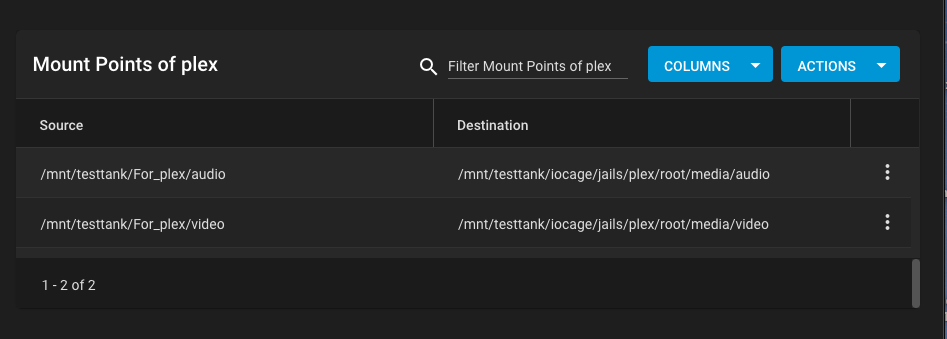 Mount Points of plex
Filter Mount Points of plex
COLUMNS
ACTIONS
Source
Destination
/mnt/testtank/For_plex/audio
/mnt/testtank/iocage/jails/plex/root/media/audio
/mnt/testtank/For_plex/video
/mnt/testtank/iocage/jails/plex/root/media/video
1 - 2 of 2